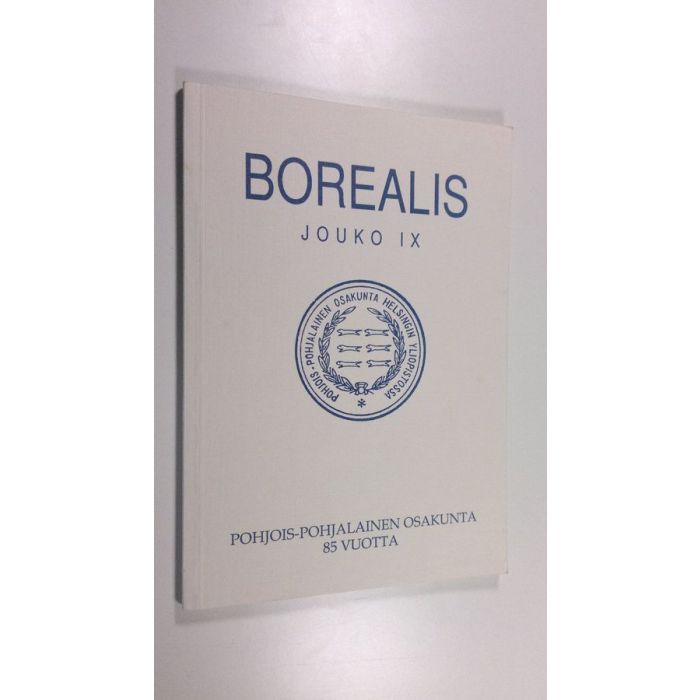 BOREALIS
JOUKO IX
POHJOIS-POHJALAINEN OSAKUNTA HELSINGIN YLIOPISTOSSA *
POHJOIS-POHJALAINEN OSAKUNTA
85 VUOTTA